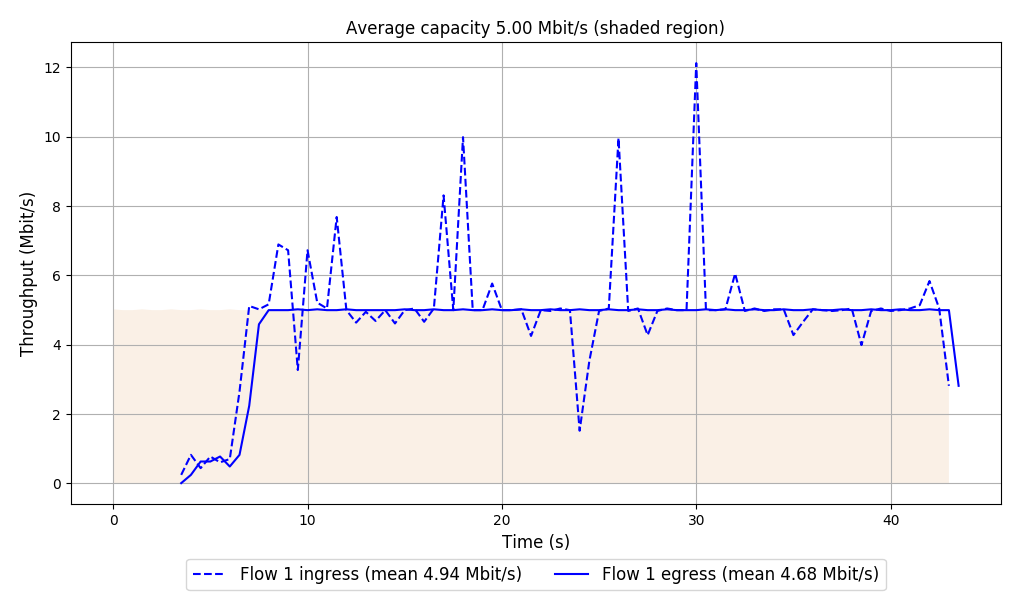 Average capacity 5.00 Mbit/s (shaded region)
Throughput (Mbit/s)
12
10
8
6
4
2
0
0 10 20 30 40
Time (s)
Flow 1 ingress (mean 4.94 Mbit/s) Flow 1 egress (mean 4.68 Mbit/s)